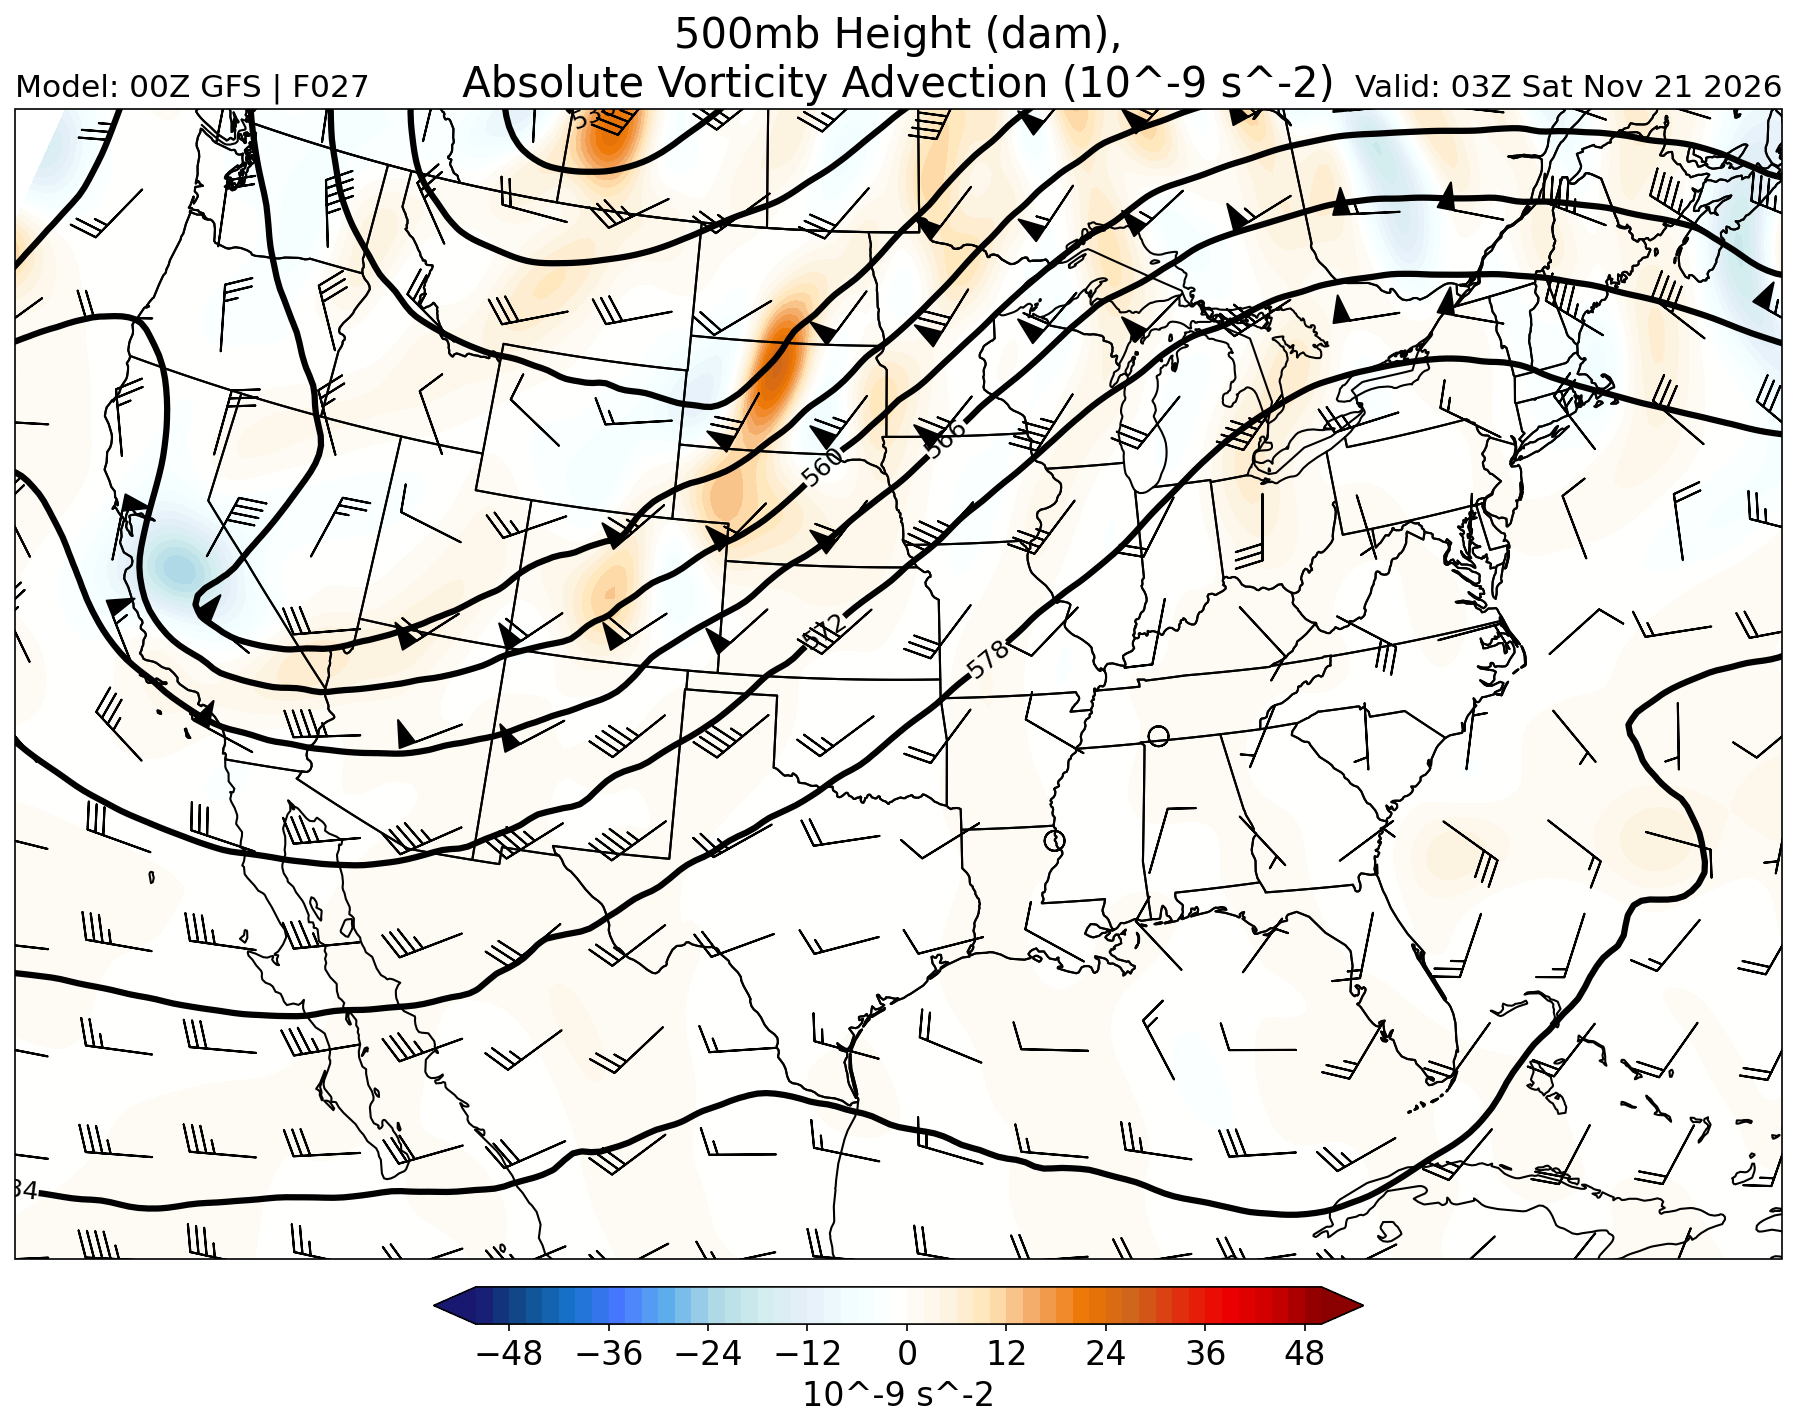 500mb Height (dam),
Absolute Vorticity Advection (10^-9 s^-2)
Model: 00Z GFS | F027
Valid: 03Z Sat Nov 21 2026
560
566
572
578
−48 −36 −24 −12 0 12 24 36 48
10^-9 s^-2